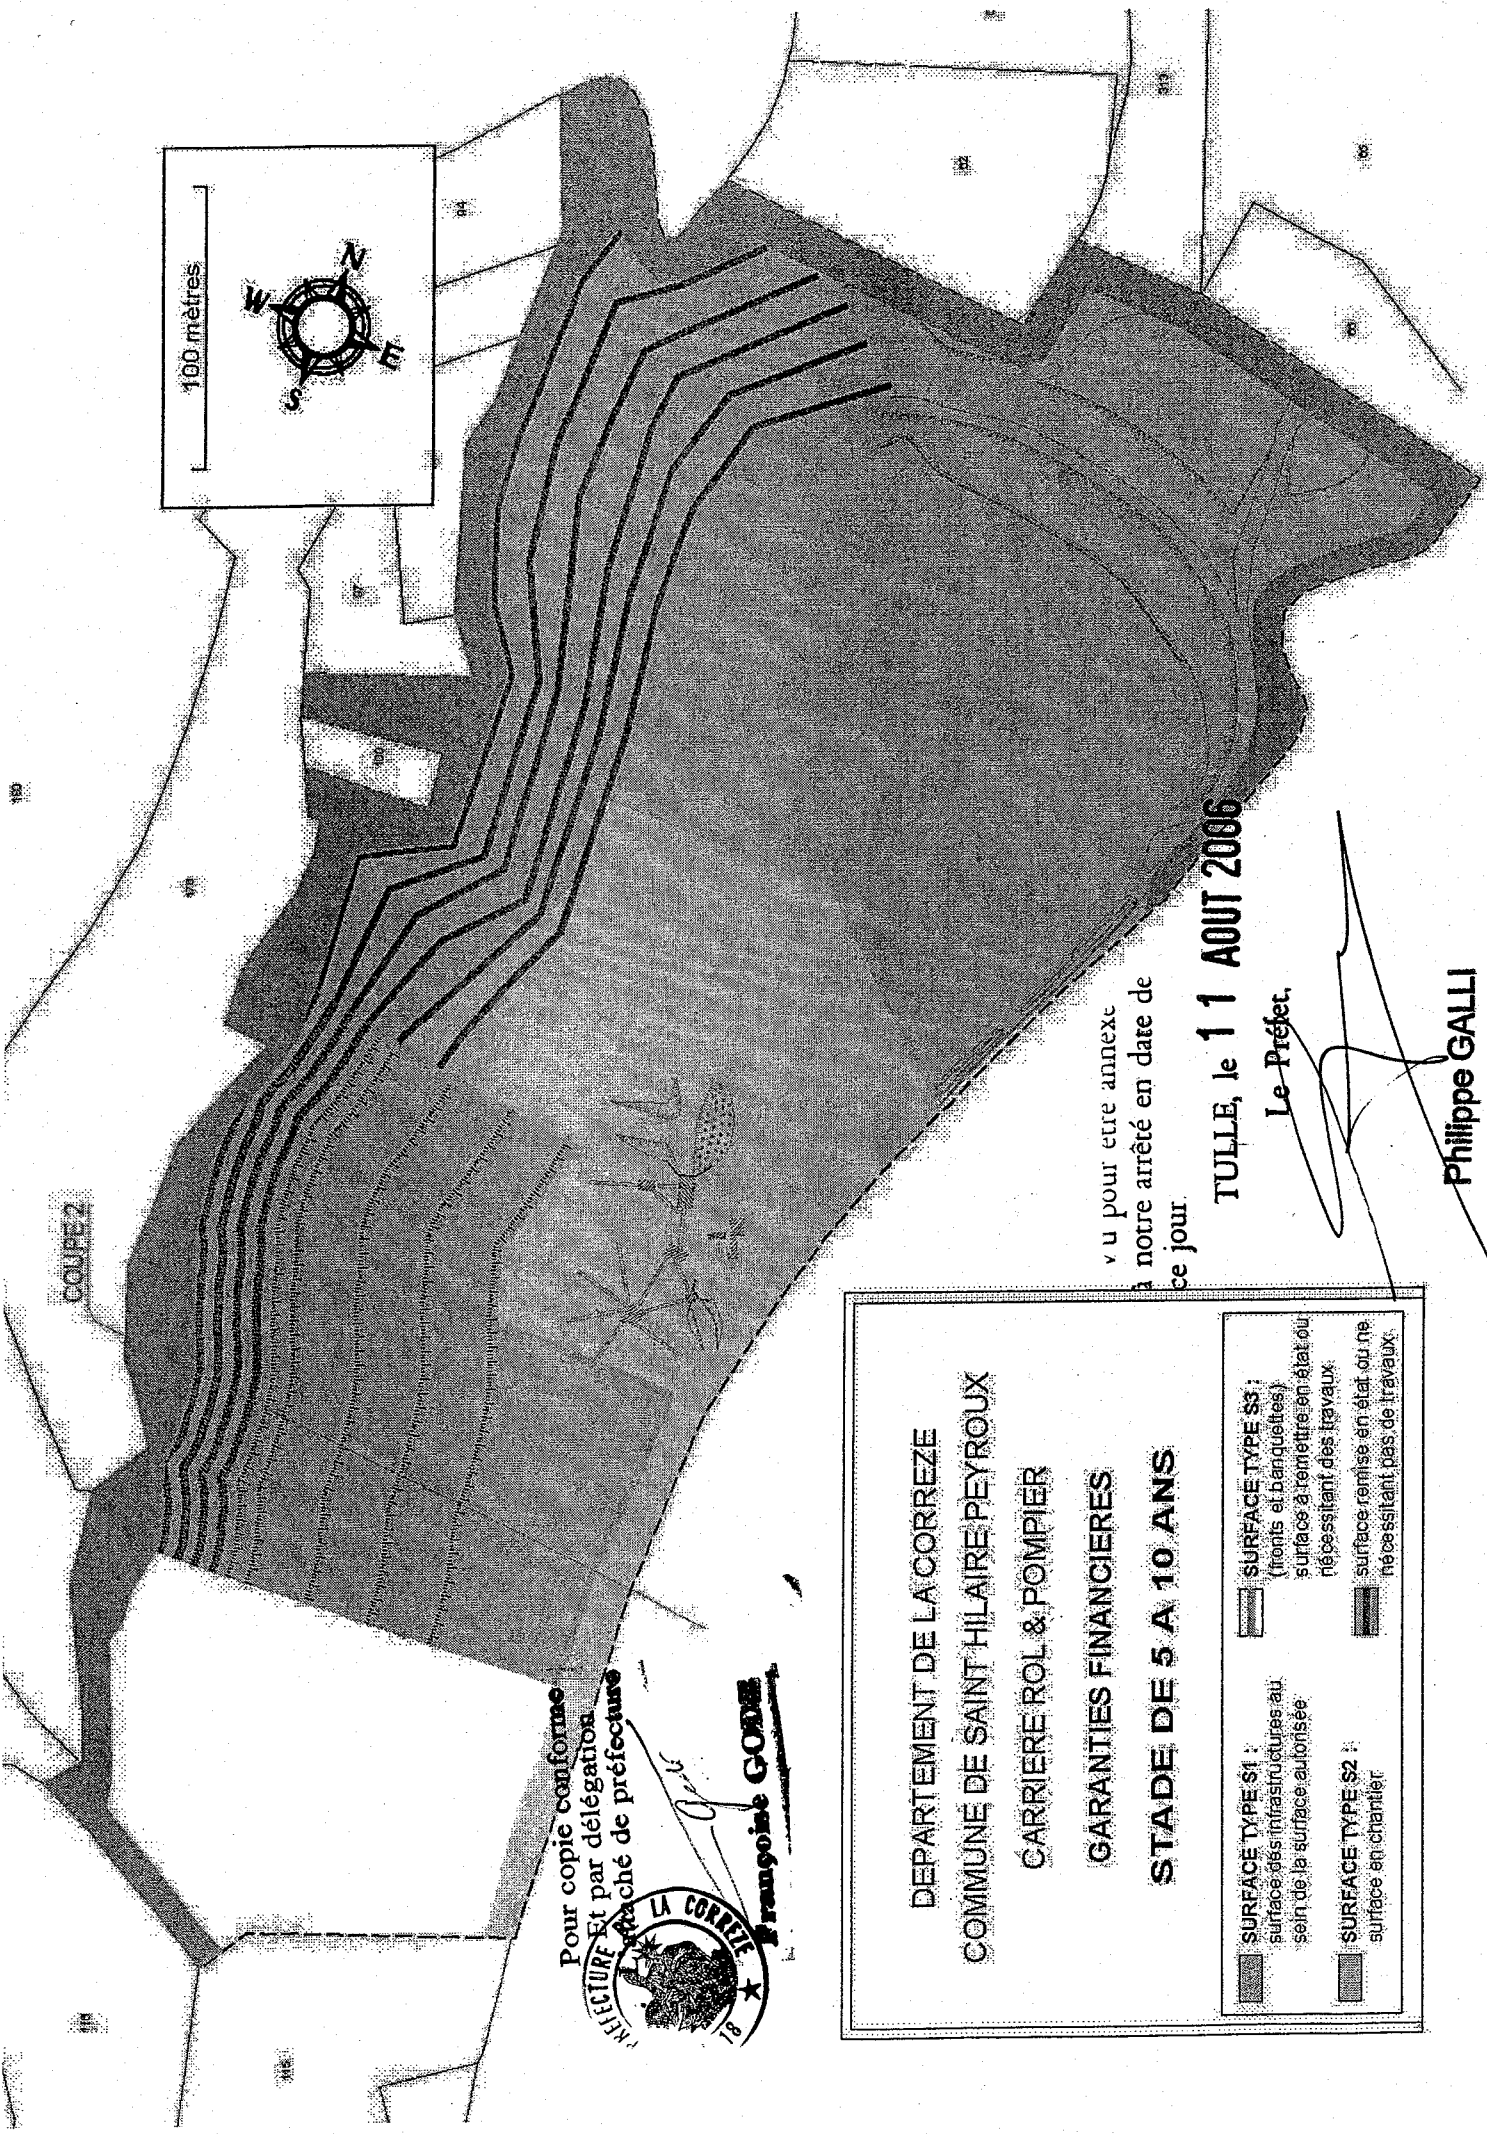 COUPE 2
100 mètres
N
W
S
E
94
97
Vu pour être annexé
à notre arrêté en date de
ce jour.
TULLE, le 11 AOUT 2006
Le Préfet,
Philippe GALLI
Pour copie conforme
Et par délégation
L'attaché de préfecture
Françoise GODE
PREFECTURE DE LA CORREZE
18
DEPARTEMENT DE LA CORREZE
COMMUNE DE SAINT HILAIRE PEYROUX
CARRIERE ROL & POMPIER
GARANTIES FINANCIERES
STADE DE 5 A 10 ANS
SURFACE TYPE S1 :
surface des infrastructures au
sein de la surface autorisée
SURFACE TYPE S2 :
surface en chantier
SURFACE TYPE S3 :
(fronts et banquettes)
surface à remettre en état ou
nécessitant des travaux
surface remise en état ou ne
nécessitant pas de travaux